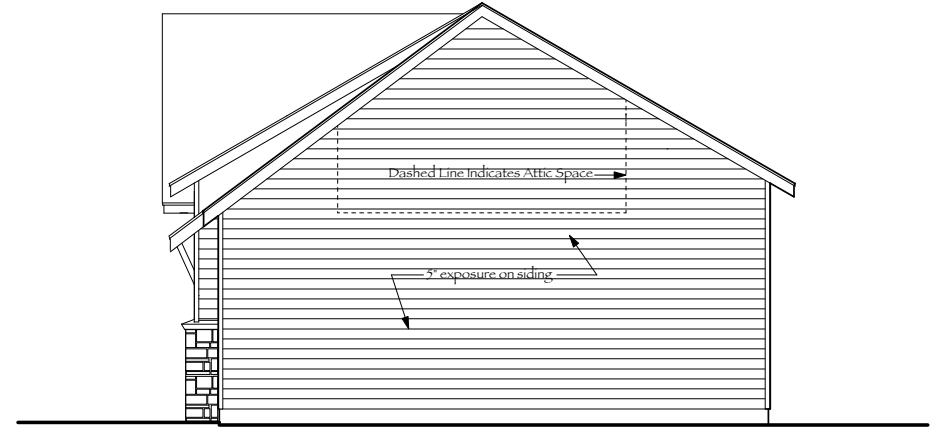 Dashed Line Indicates Attic Space
5" exposure on siding